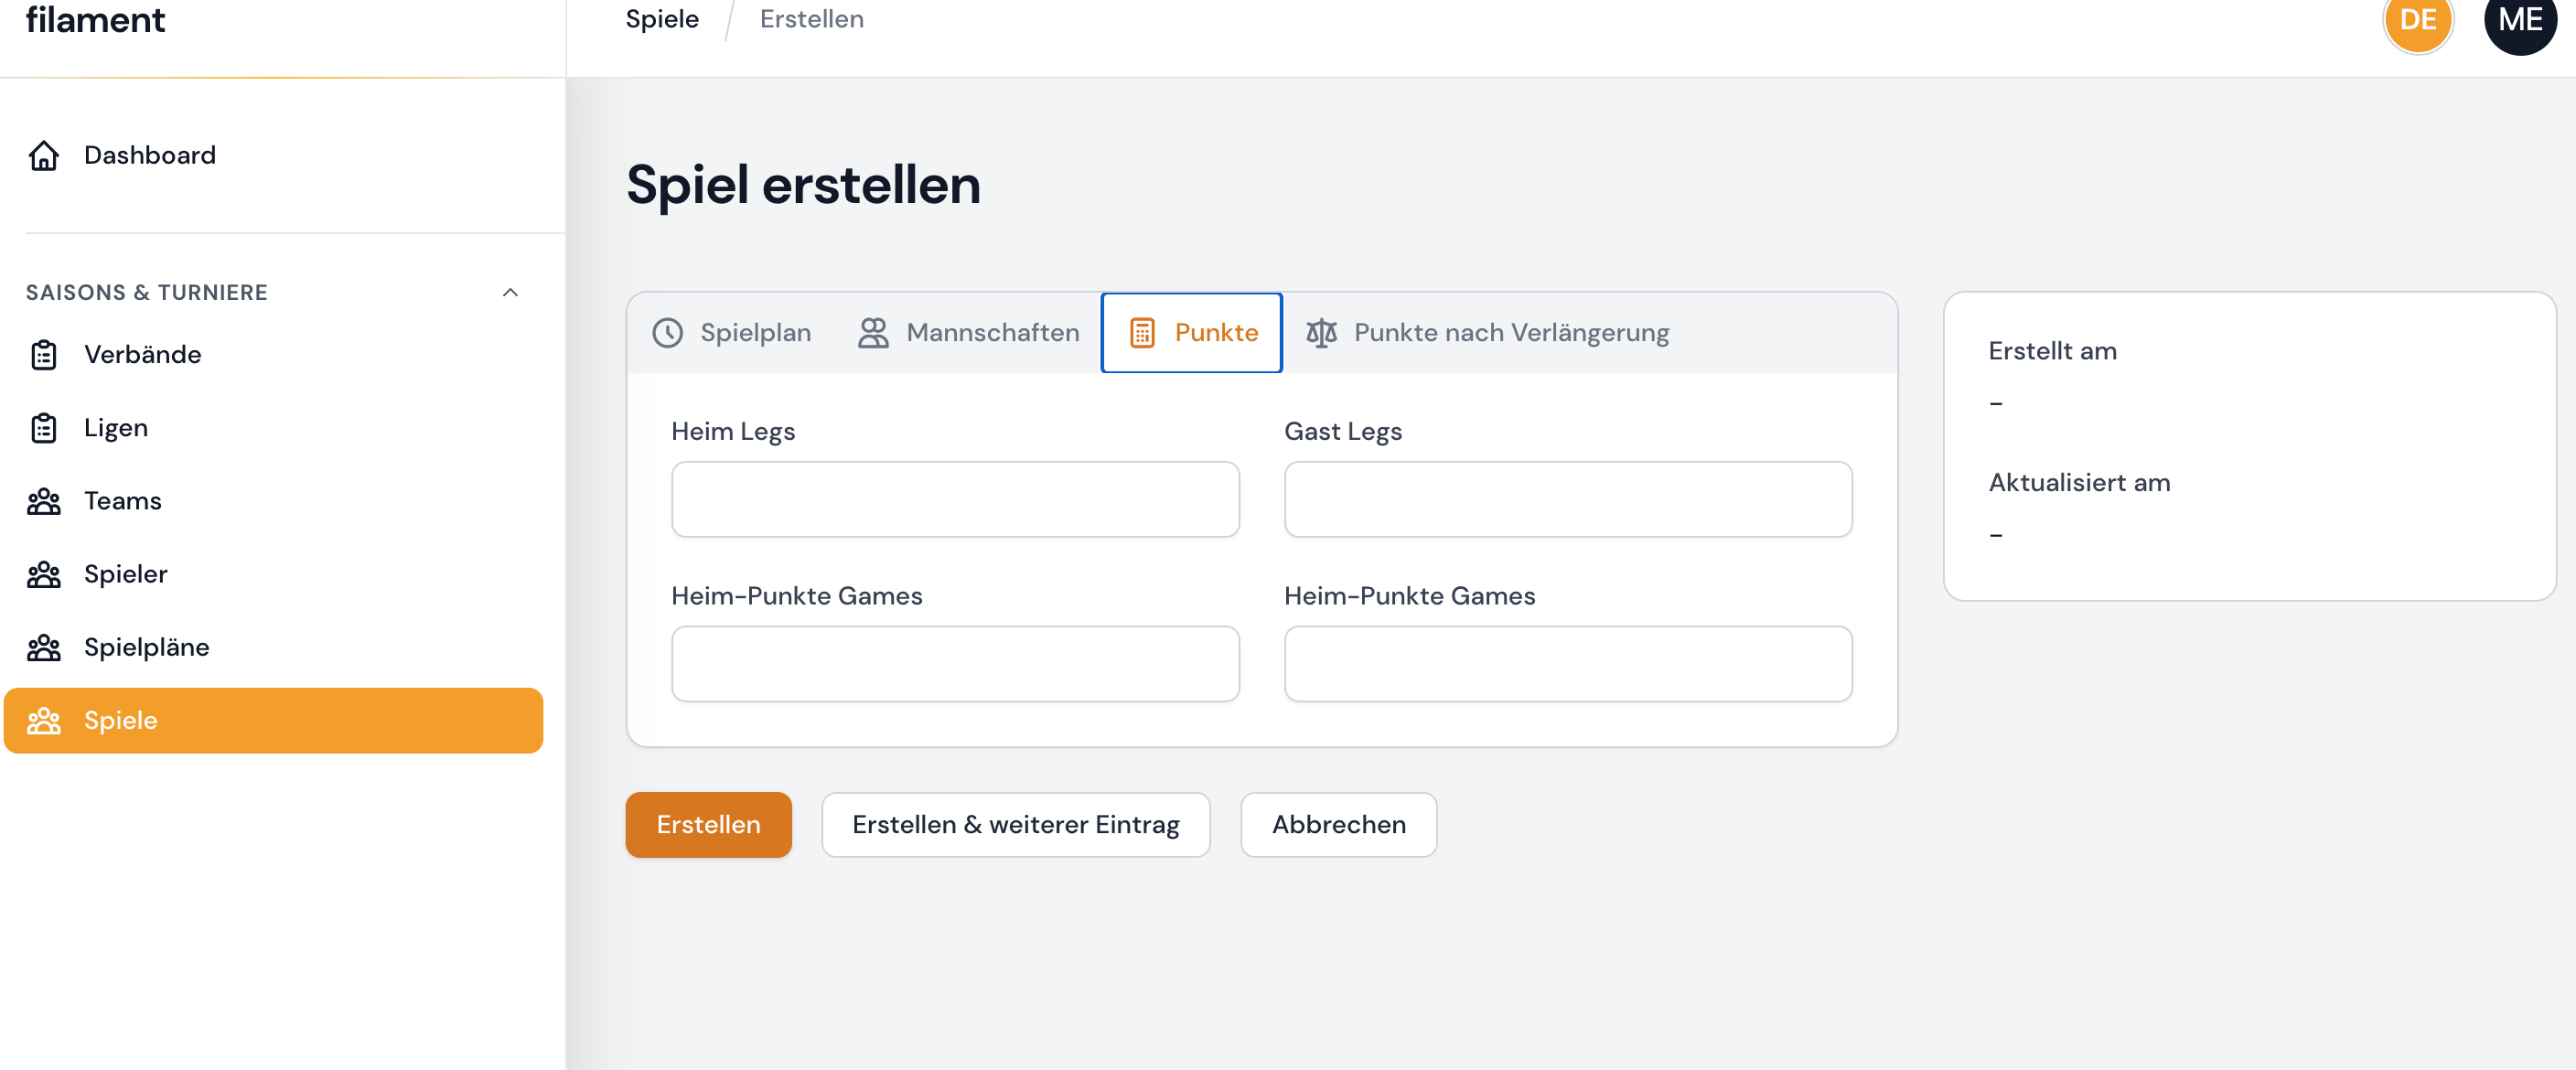 filament
Spiele / Erstellen
DE
ME
Dashboard
SAISONS & TURNIERE
Verbände
Ligen
Teams
Spieler
Spielpläne
Spiele
Spiel erstellen
Spielplan
Mannschaften
Punkte
Punkte nach Verlängerung
Heim Legs
Gast Legs
Heim-Punkte Games
Heim-Punkte Games
Erstellen
Erstellen & weiterer Eintrag
Abbrechen
Erstellt am
-
Aktualisiert am
-